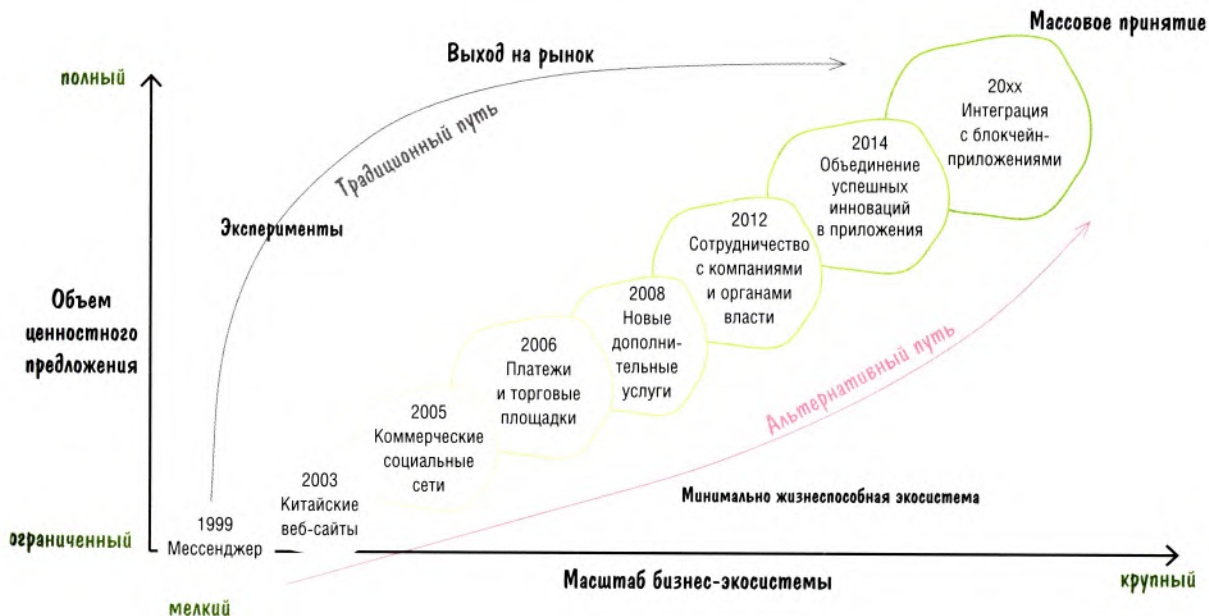 Массовое принятие
Выход на рынок
полный
20xx
Интеграция
с блокчейн-
приложениями
Традиционный путь
2014
Объединение
успешных
инноваций
в приложения
Эксперименты
2012
Сотрудничество
с компаниями
и органами
власти
Объем
ценностного
предложения
2008
Новые
дополни-
тельные
услуги
2006
Платежи
и торговые
площадки
Альтернативный путь
2005
Коммерческие
социальные
сети
2003
Китайские
веб-сайты
Минимально жизнеспособная экосистема
1999
Мессенджер
ограниченный
Масштаб бизнес-экосистемы
крупный
мелкий